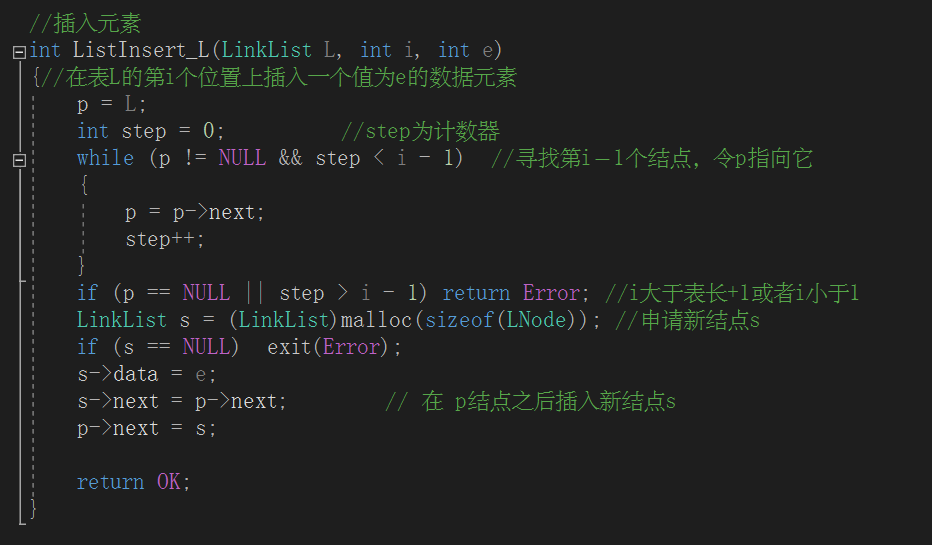 //插入元素
int ListInsert_L(LinkList L, int i, int e)
{//在表L的第i个位置上插入一个值为e的数据元素
p = L;
int step = 0; //step为计数器
while (p != NULL && step < i - 1) //寻找第i－1个结点，令p指向它
{
p = p->next;
step++;
}
if (p == NULL || step > i - 1) return Error; //i大于表长+1或者i小于1
LinkList s = (LinkList)malloc(sizeof(LNode)); //申请新结点s
if (s == NULL) exit(Error);
s->data = e;
s->next = p->next; // 在 p结点之后插入新结点s
p->next = s;
return OK;
}